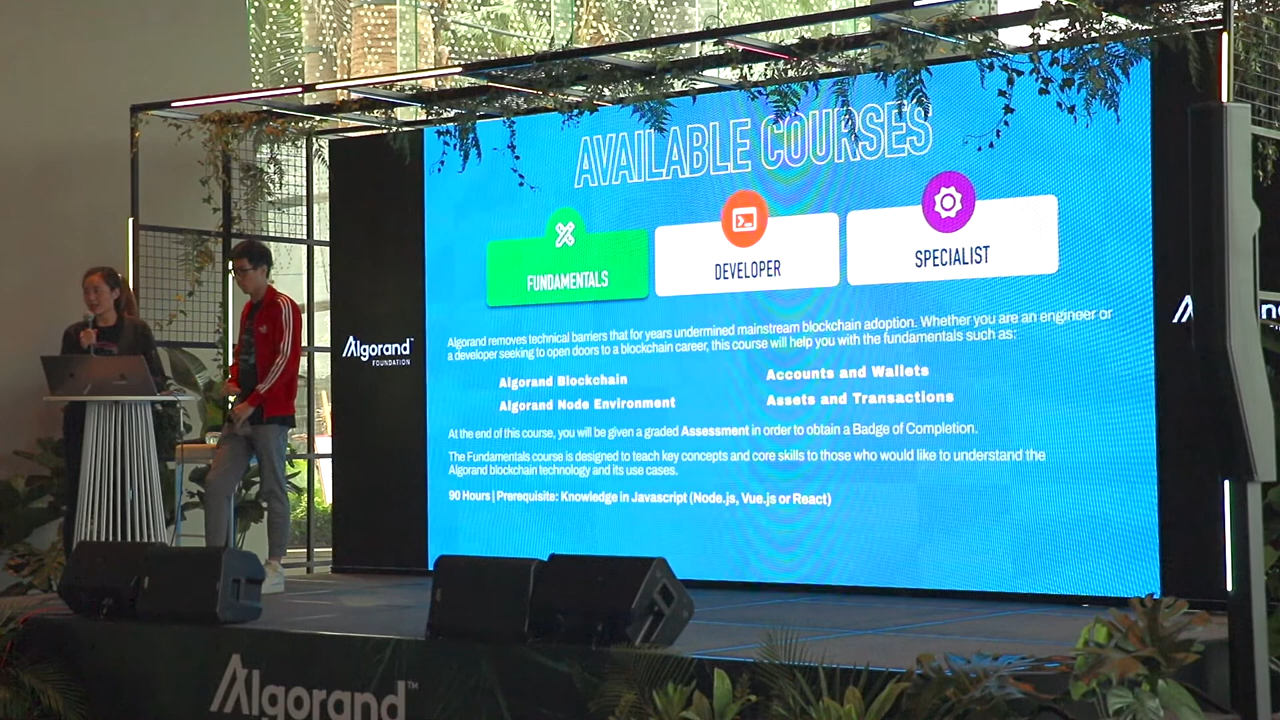 AVAILABLE COURSES
FUNDAMENTALS
DEVELOPER
SPECIALIST
Algorand removes technical barriers that for years undermined mainstream blockchain adoption. Whether you are an engineer or
a developer seeking to open doors to a blockchain career, this course will help you with the fundamentals such as:
Algorand Blockchain
Accounts and Wallets
Algorand Node Environment
Assets and Transactions
At the end of this course, you will be given a graded Assessment in order to obtain a Badge of Completion.
The Fundamentals course is designed to teach key concepts and core skills to those who would like to understand the
Algorand blockchain technology and its use cases.
90 Hours | Prerequisite: Knowledge in Javascript (Node.js, Vue.js or React)
Algorand™
FOUNDATION
Algorand™